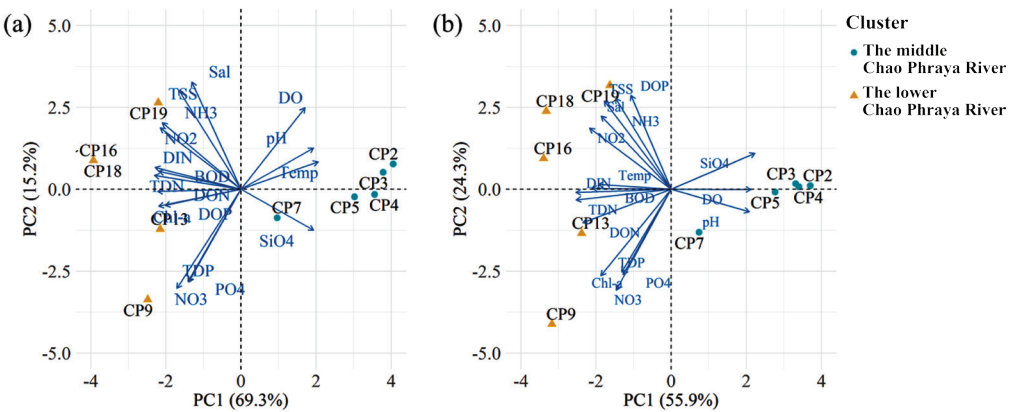 (a)
5.0
2.5
0.0
-2.5
-5.0
PC2 (15.2%)
-4
-2
0
2
4
PC1 (69.3%)
Sal
TSS
DO
CP19
NH3
NO2
pH
CP16
DIN
CP2
CP18
BOD
Temp
CP3
TDN
DON
CP5
CP4
CP13
DOP
CP7
SiO4
TDP
CP9
NO3
PO4
(b)
5.0
2.5
0.0
-2.5
-5.0
PC2 (24.3%)
-4
-2
0
2
4
PC1 (55.9%)
TSS
DOP
CP18
CP19
Sal
NH3
NO2
CP16
SiO4
Temp
CP3
CP2
DIN
BOD
DO
CP5
CP4
TDN
CP13
pH
DON
CP7
TDP
Chl-a
PO4
NO3
CP9
Cluster
The middle
Chao Phraya River
The lower
Chao Phraya River